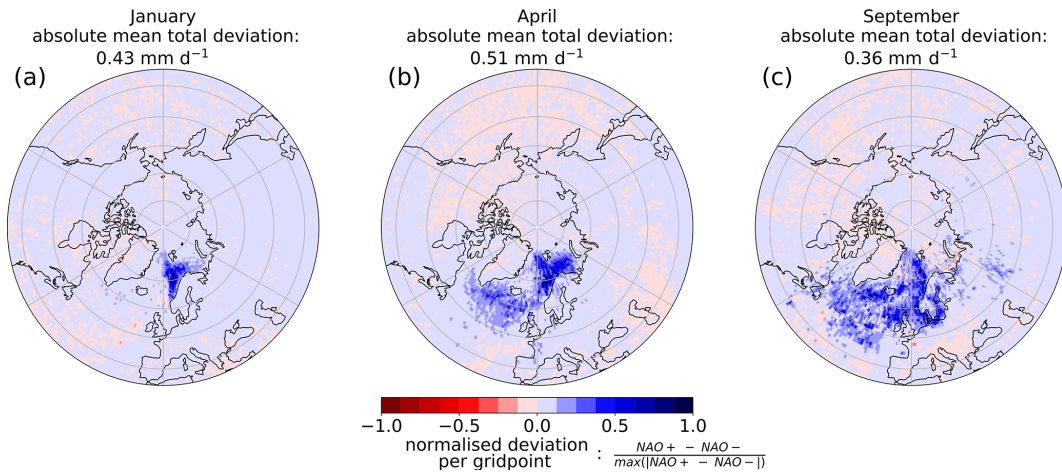 January
absolute mean total deviation:
0.43 mm d⁻¹
(a)
April
absolute mean total deviation:
0.51 mm d⁻¹
(b)
September
absolute mean total deviation:
0.36 mm d⁻¹
(c)
−1.0 −0.5 0.0 0.5 1.0
normalised deviation
per gridpoint
: NAO+ − NAO−
max(|NAO+ − NAO−|)